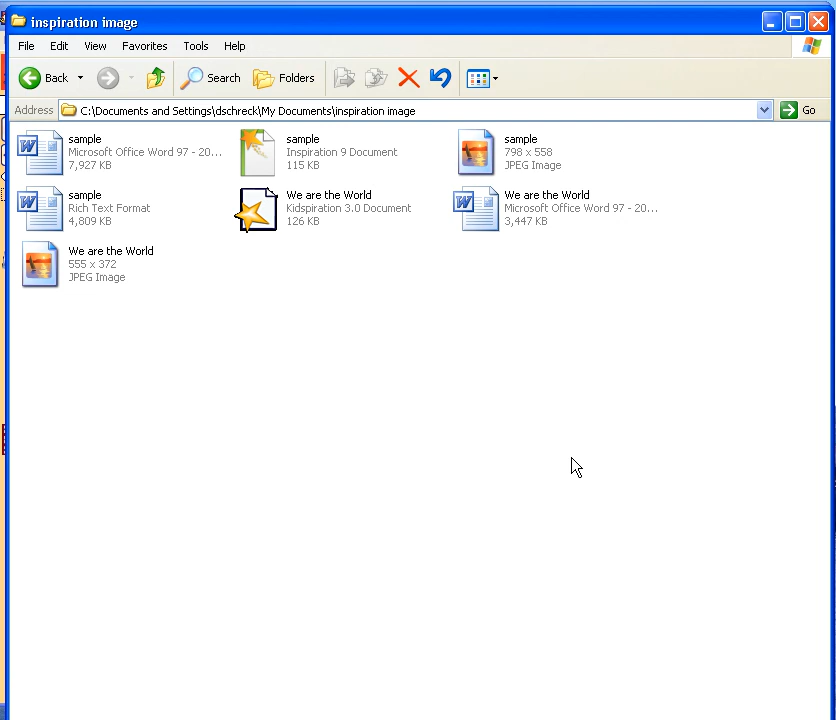 inspiration image
File Edit View Favorites Tools Help
Back Search Folders
Address C:\Documents and Settings\dschreck\My Documents\inspiration image Go
sample
Microsoft Office Word 97 - 20...
7,927 KB
sample
Inspiration 9 Document
115 KB
sample
798 x 558
JPEG Image
sample
Rich Text Format
4,809 KB
We are the World
Kidspiration 3.0 Document
126 KB
We are the World
Microsoft Office Word 97 - 20...
3,447 KB
We are the World
555 x 372
JPEG Image